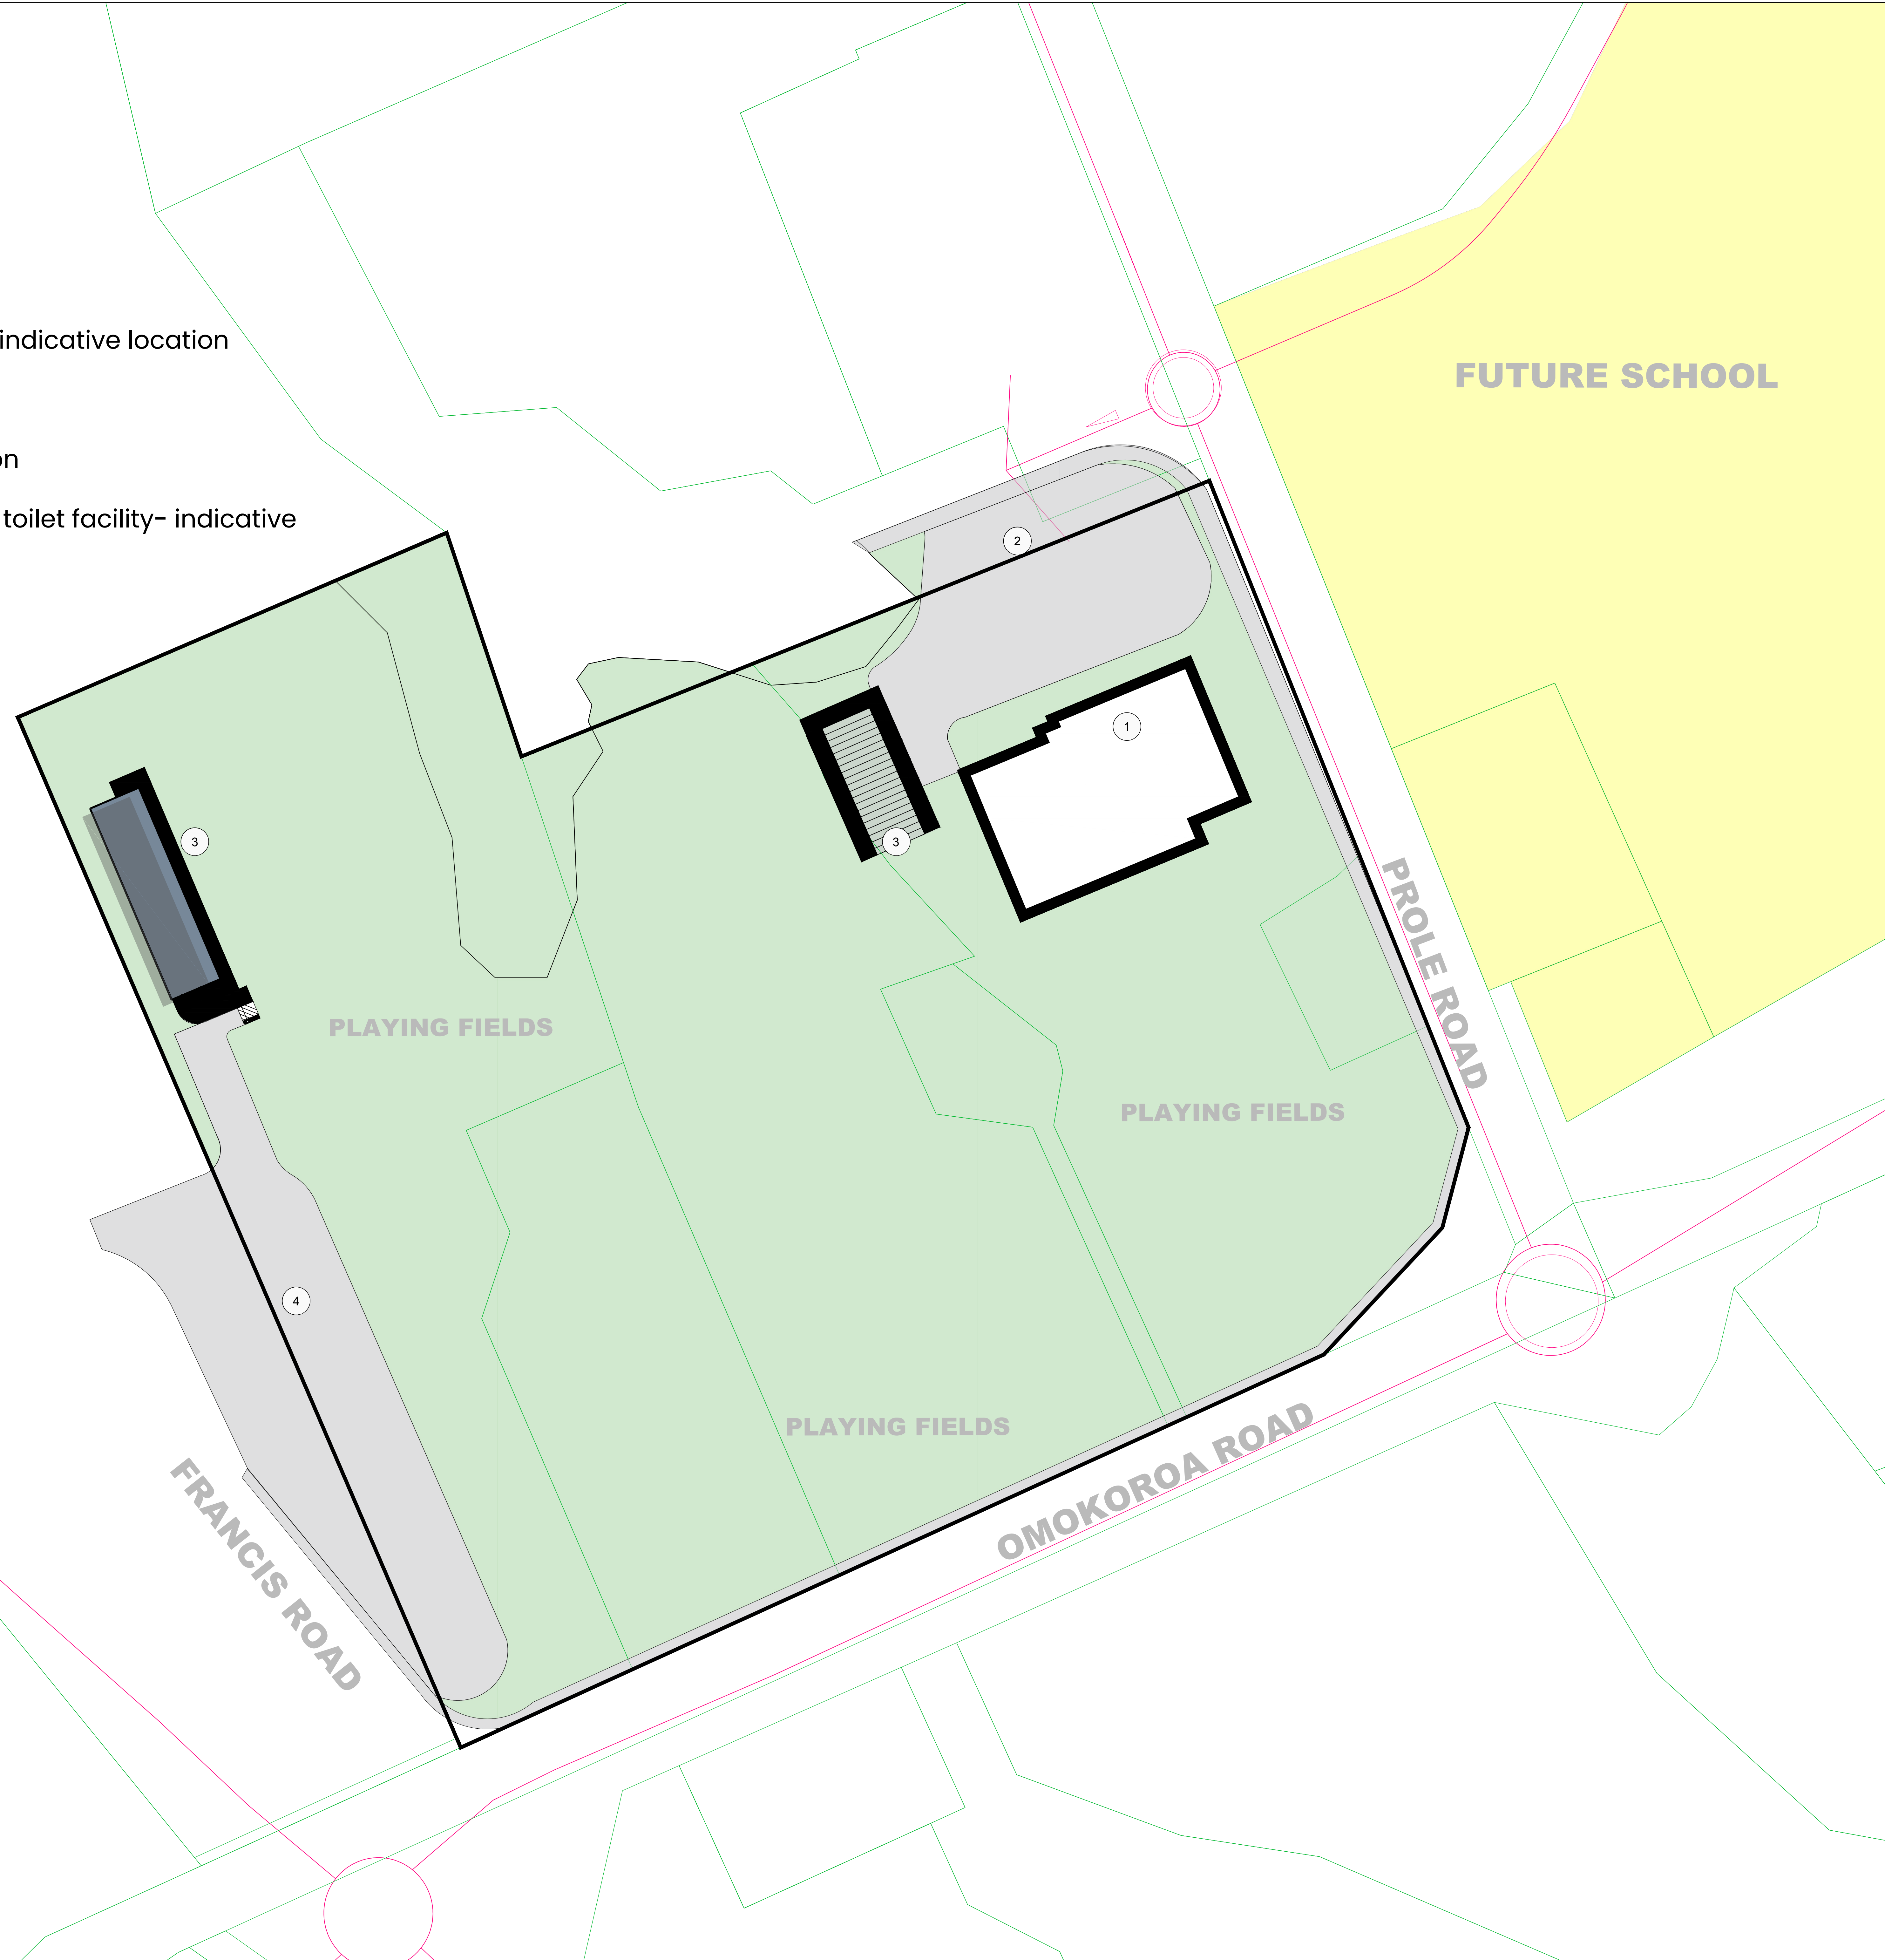 indicative location
on
toilet facility- indicative
FUTURE SCHOOL
2
1
3
3
PROLE ROAD
PLAYING FIELDS
PLAYING FIELDS
4
PLAYING FIELDS
OMOKOROA ROAD
FRANCIS ROAD